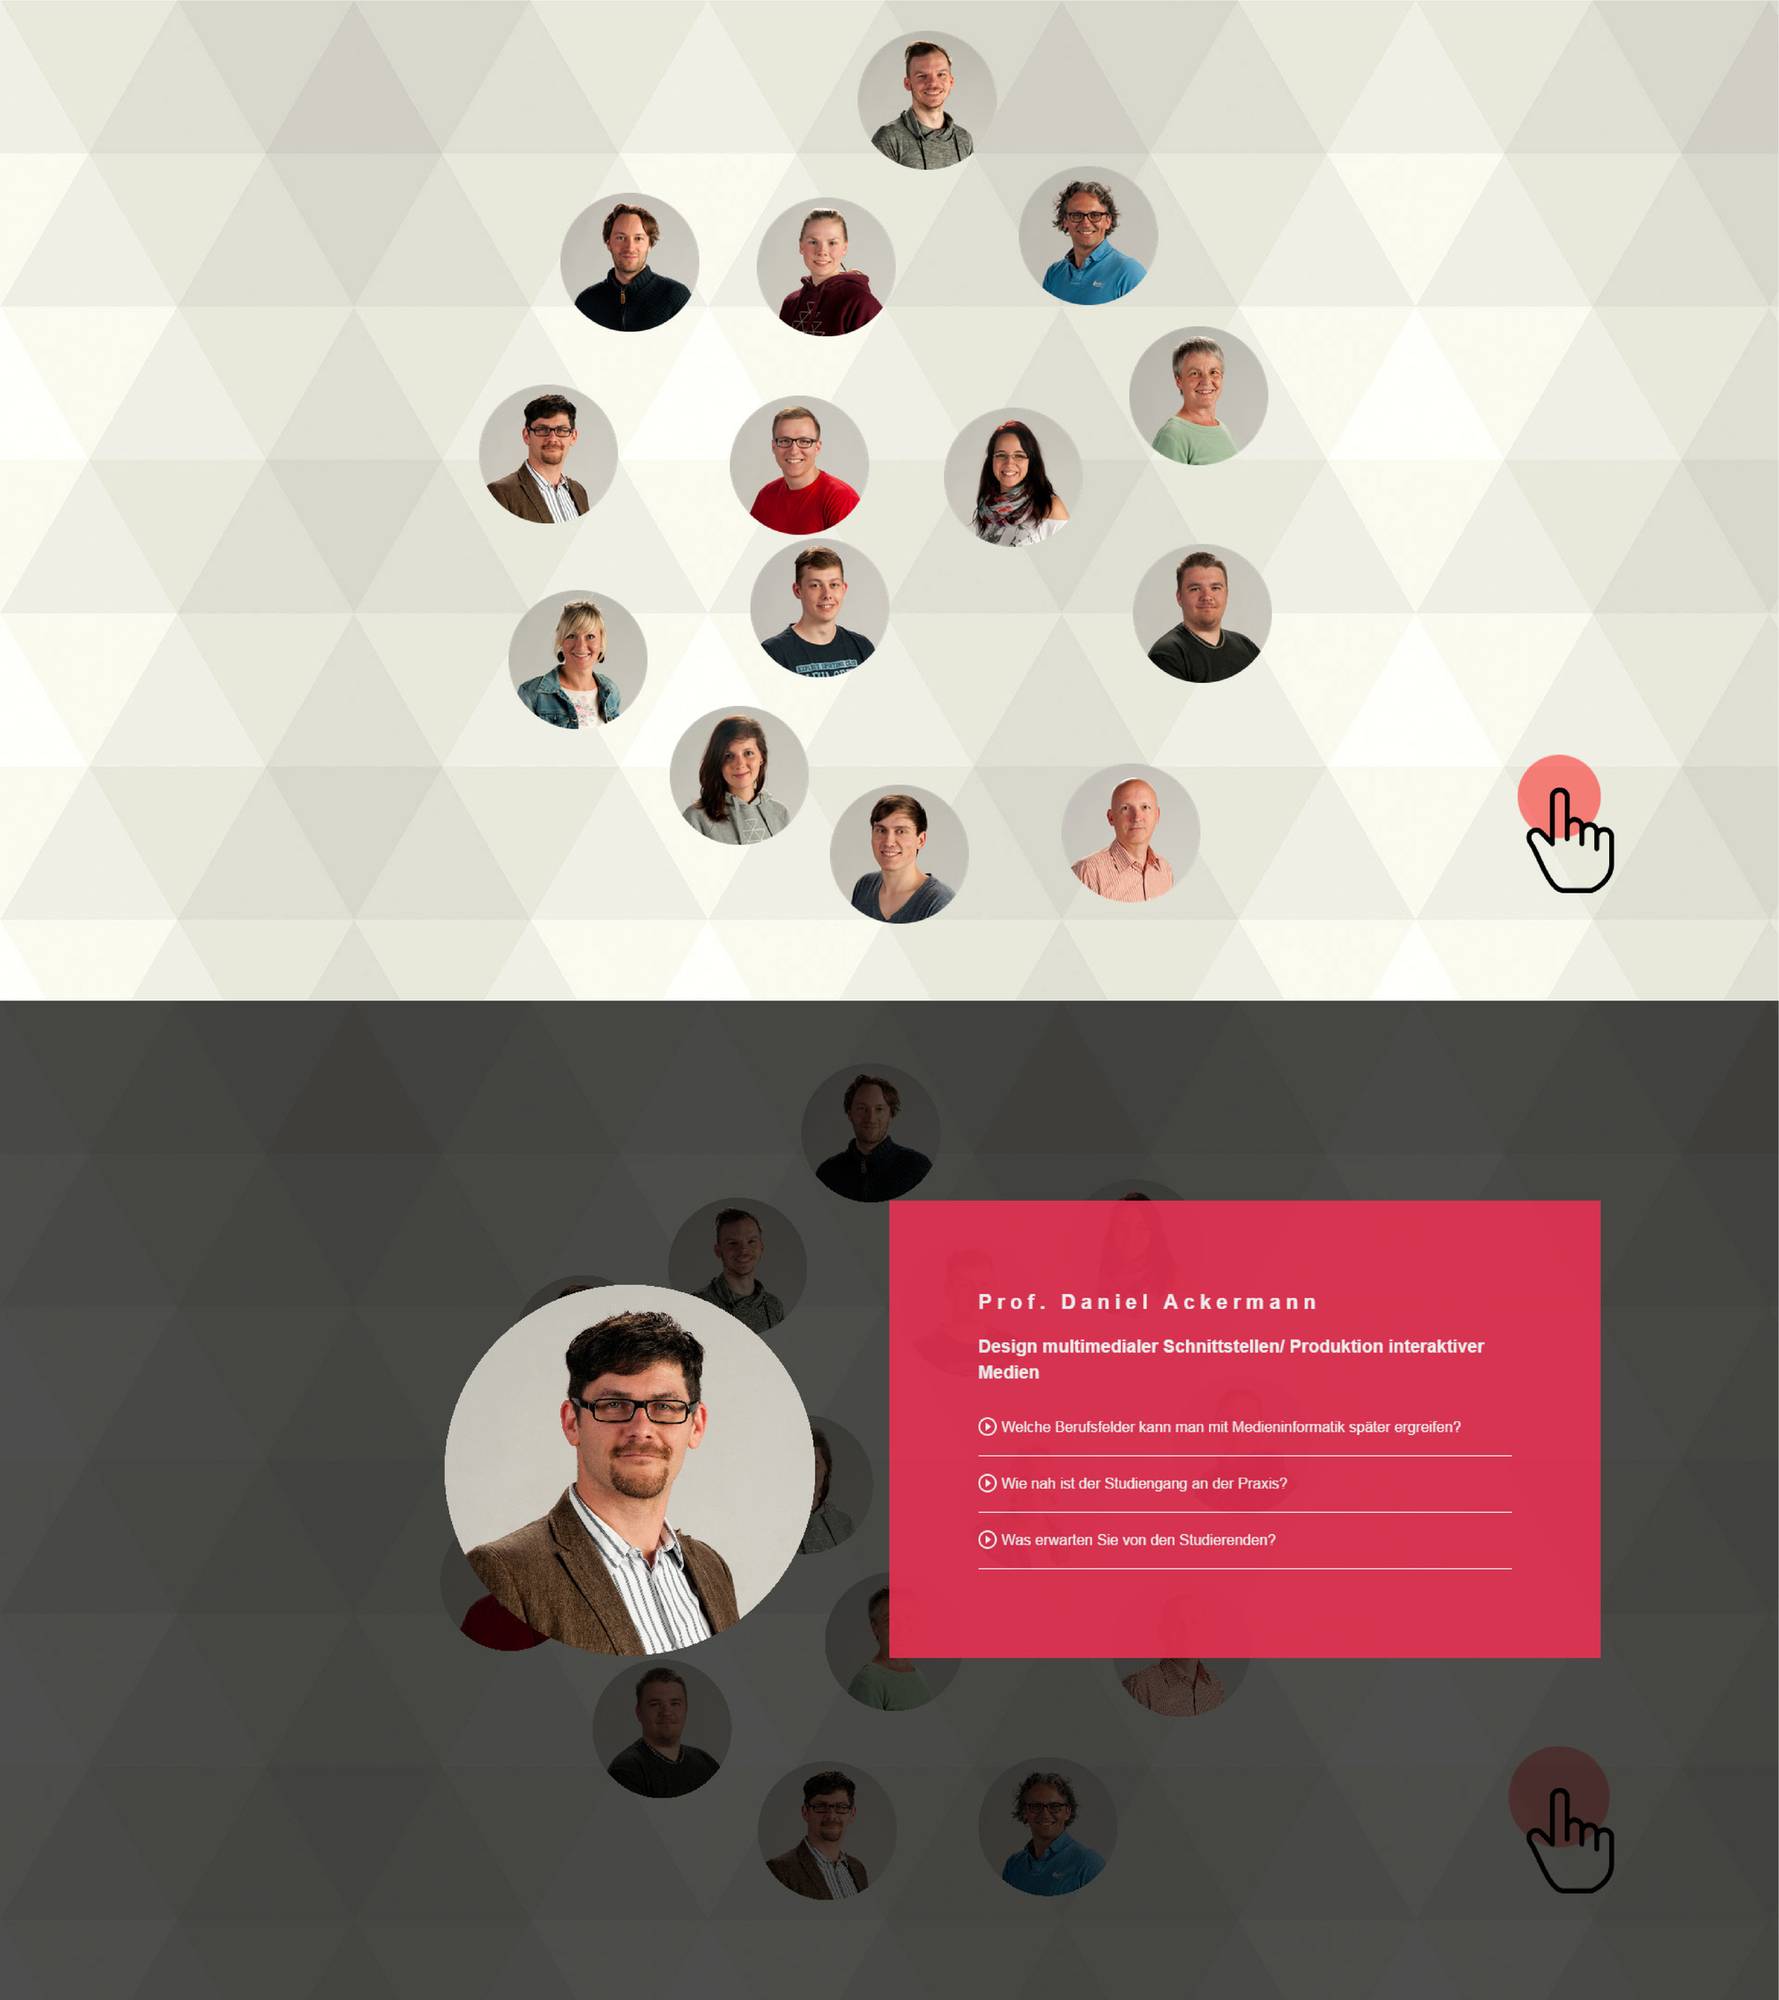 Prof. Daniel Ackermann
Design multimedialer Schnittstellen/ Produktion interaktiver
Medien
Welche Berufsfelder kann man mit Medieninformatik später ergreifen?
Wie nah ist der Studiengang an der Praxis?
Was erwarten Sie von den Studierenden?